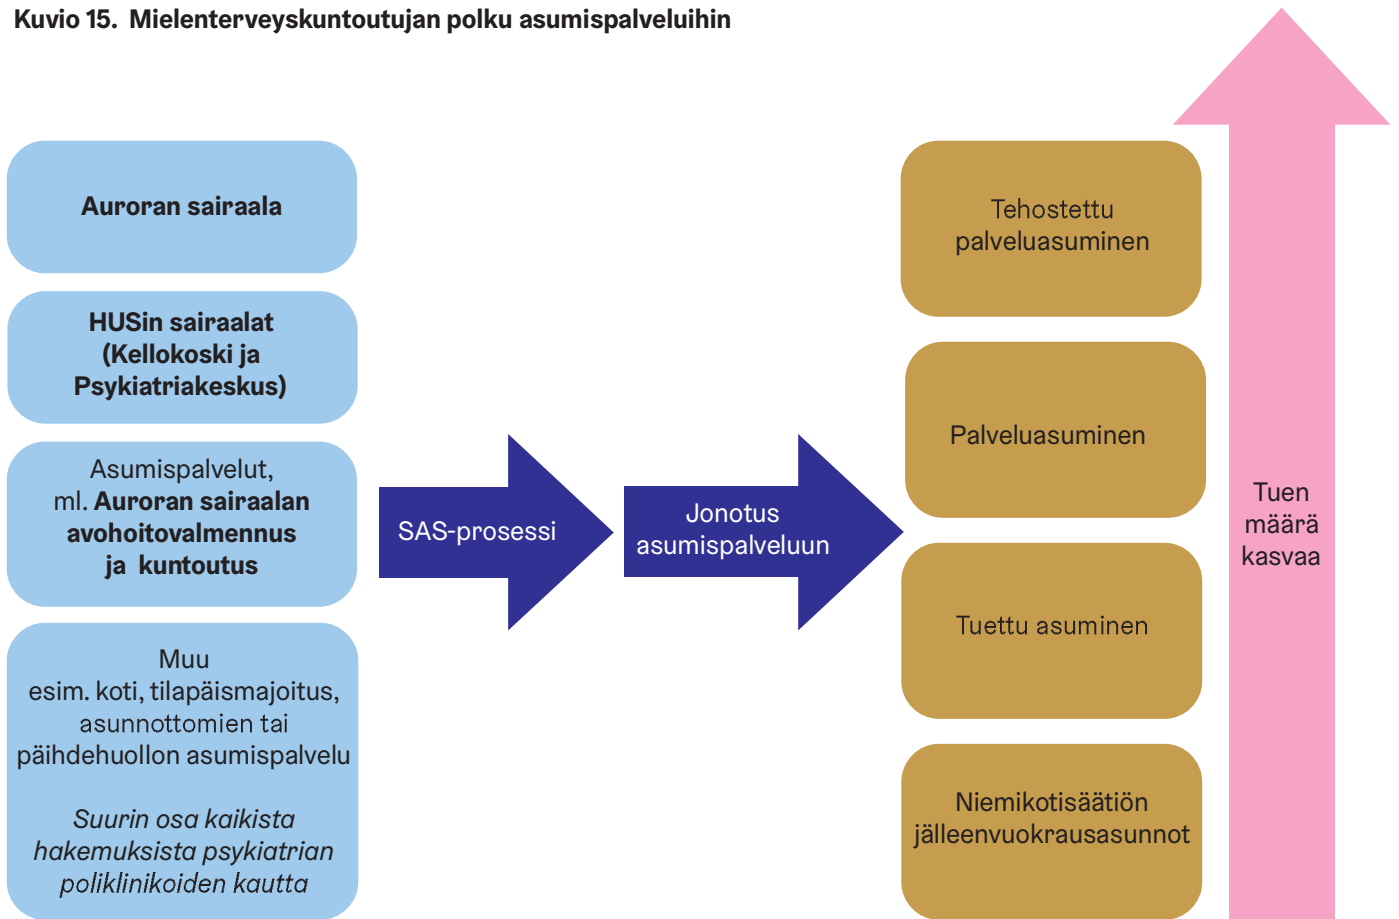 Kuvio 15. Mielenterveyskuntoutujan polku asumispalveluihin
Auroran sairaala
HUSin sairaalat
(Kellokoski ja
Psykiatriakeskus)
Asumispalvelut,
ml. Auroran sairaalan
avohoitovalmennus
ja kuntoutus
Muu
esim. koti, tilapäismajoitus,
asunnottomien tai
päihdehuollon asumispalvelu
Suurin osa kaikista
hakemuksista psykiatrian
poliklinikoiden kautta
SAS-prosessi
Jonotus
asumispalveluun
Tehostettu
palveluasuminen
Palveluasuminen
Tuettu asuminen
Niemikotisäätiön
jälleenvuokrausasunnot
Tuen
määrä
kasvaa